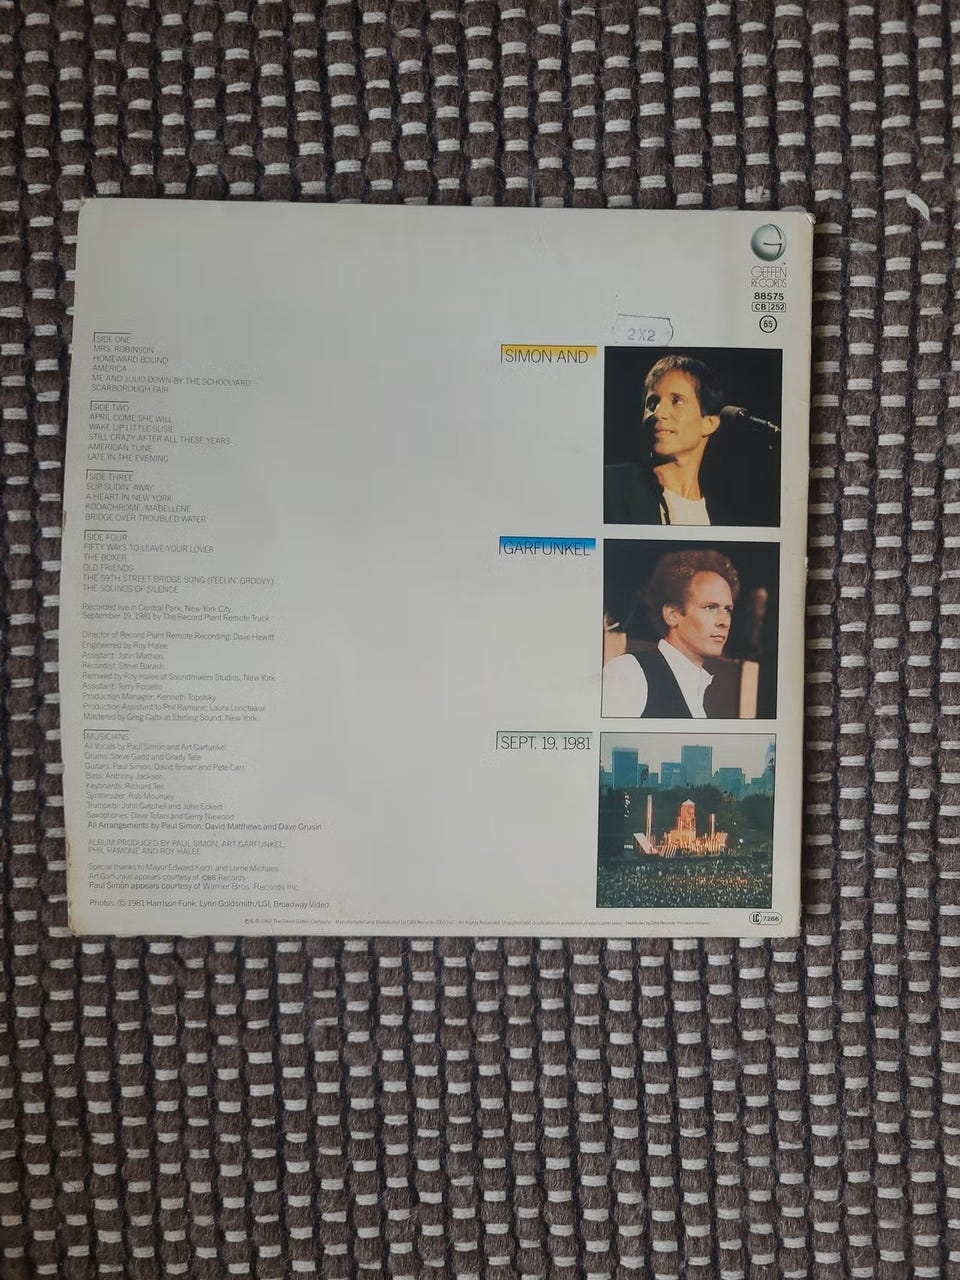 GEFFEN
RECORDS
88575
CB 252
65
2X2
SIDE ONE
MRS. ROBINSON
HOMEWARD BOUND
AMERICA
ME AND JULIO DOWN BY THE SCHOOLYARD
SCARBOROUGH FAIR
SIDE TWO
APRIL COME SHE WILL
WAKE UP LITTLE SUSIE
STILL CRAZY AFTER ALL THESE YEARS
AMERICAN TUNE
LATE IN THE EVENING
SIDE THREE
SLIP SLIDIN' AWAY
A HEART IN NEW YORK
KODACHROME/MABELLENE
BRIDGE OVER TROUBLED WATER
SIDE FOUR
FIFTY WAYS TO LEAVE YOUR LOVER
THE BOXER
OLD FRIENDS
THE 59TH STREET BRIDGE SONG (FEELIN' GROOVY)
THE SOUNDS OF SILENCE
Recorded live in Central Park, New York City,
September 19, 1981 by The Record Plant Remote Truck
Director of Record Plant Remote Recording: Dave Hewitt
Engineered by Roy Halee
Assistant: John Mathias
Recordist: Steve Barash
Remixed by Roy Halee at Soundmixers Studios, New York
Assistant: Terry Rosiello
Production Manager: Kenneth Topolsky
Production Assistant to Phil Ramone: Laura Loncteaux
Mastered by Greg Calbi at Sterling Sound, New York
MUSICIANS
All Vocals by Paul Simon and Art Garfunkel
Drums: Steve Gadd and Grady Tate
Guitars: Paul Simon, David Brown and Pete Carr
Bass: Anthony Jackson
Keyboards: Richard Tee
Synthesizer: Rob Mounsey
Trumpets: John Gatchell and John Eckert
Saxophones: Dave Tofani and Gerry Niewood
All Arrangements by Paul Simon, David Matthews and Dave Grusin
ALBUM PRODUCED BY PAUL SIMON, ART GARFUNKEL,
PHIL RAMONE AND ROY HALEE
Special thanks to Mayor Edward Koch and Lorne Michaels
Art Garfunkel appears courtesy of CBS Records
Paul Simon appears courtesy of Warner Bros. Records Inc.
Photos: © 1981 Harrison Funk, Lynn Goldsmith/LGI, Broadway Video
SIMON AND
GARFUNKEL
SEPT. 19, 1981
LC 7266